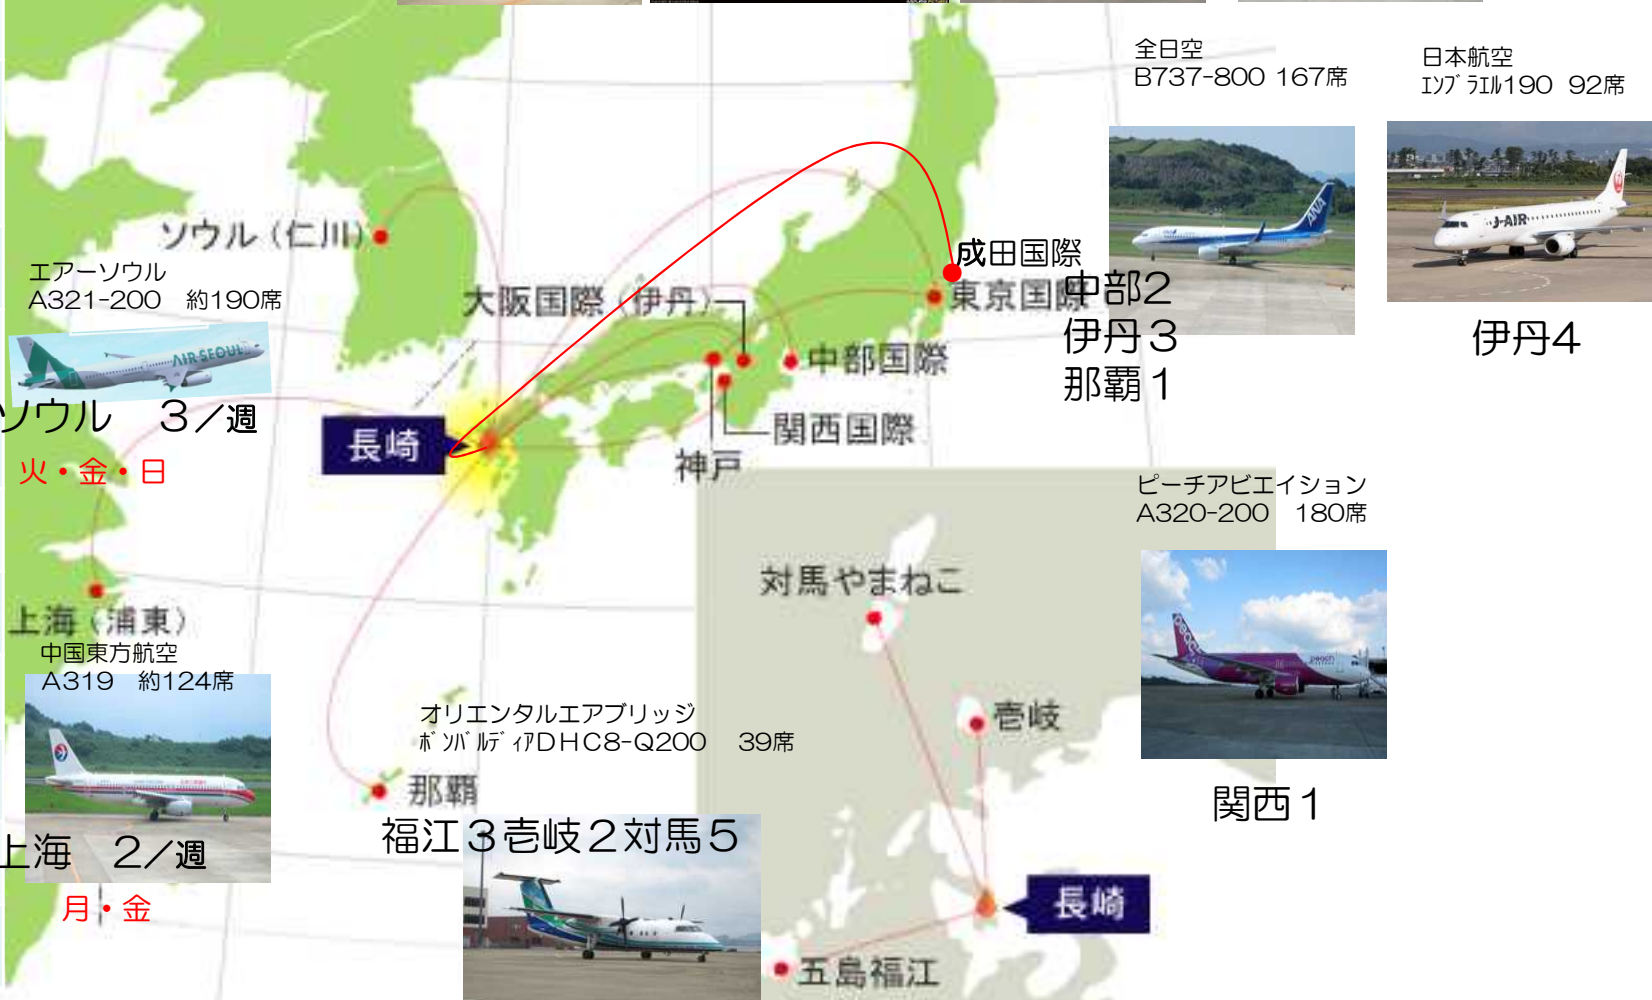 全日空
B737-800 167席
日本航空
ｴﾝﾌﾞﾗｴﾙ190 92席
ANA
J-AIR
伊丹4
ソウル（仁川）
エアーソウル
A321-200 約190席
AIR SEOUL
ソウル ３／週
火・金・日
成田国際
東京国際
中部2
伊丹３
那覇１
大阪国際（伊丹）
中部国際
関西国際
神戸
長崎
ピーチアビエイション
A320-200 180席
peach
関西１
対馬やまねこ
壱岐
長崎
五島福江
上海（浦東）
中国東方航空
A319 約124席
上海 ２／週
月・金
オリエンタルエアブリッジ
ﾎﾞﾝﾊﾞﾙﾃﾞｨｱDHC8-Q200 39席
那覇
福江３壱岐２対馬５